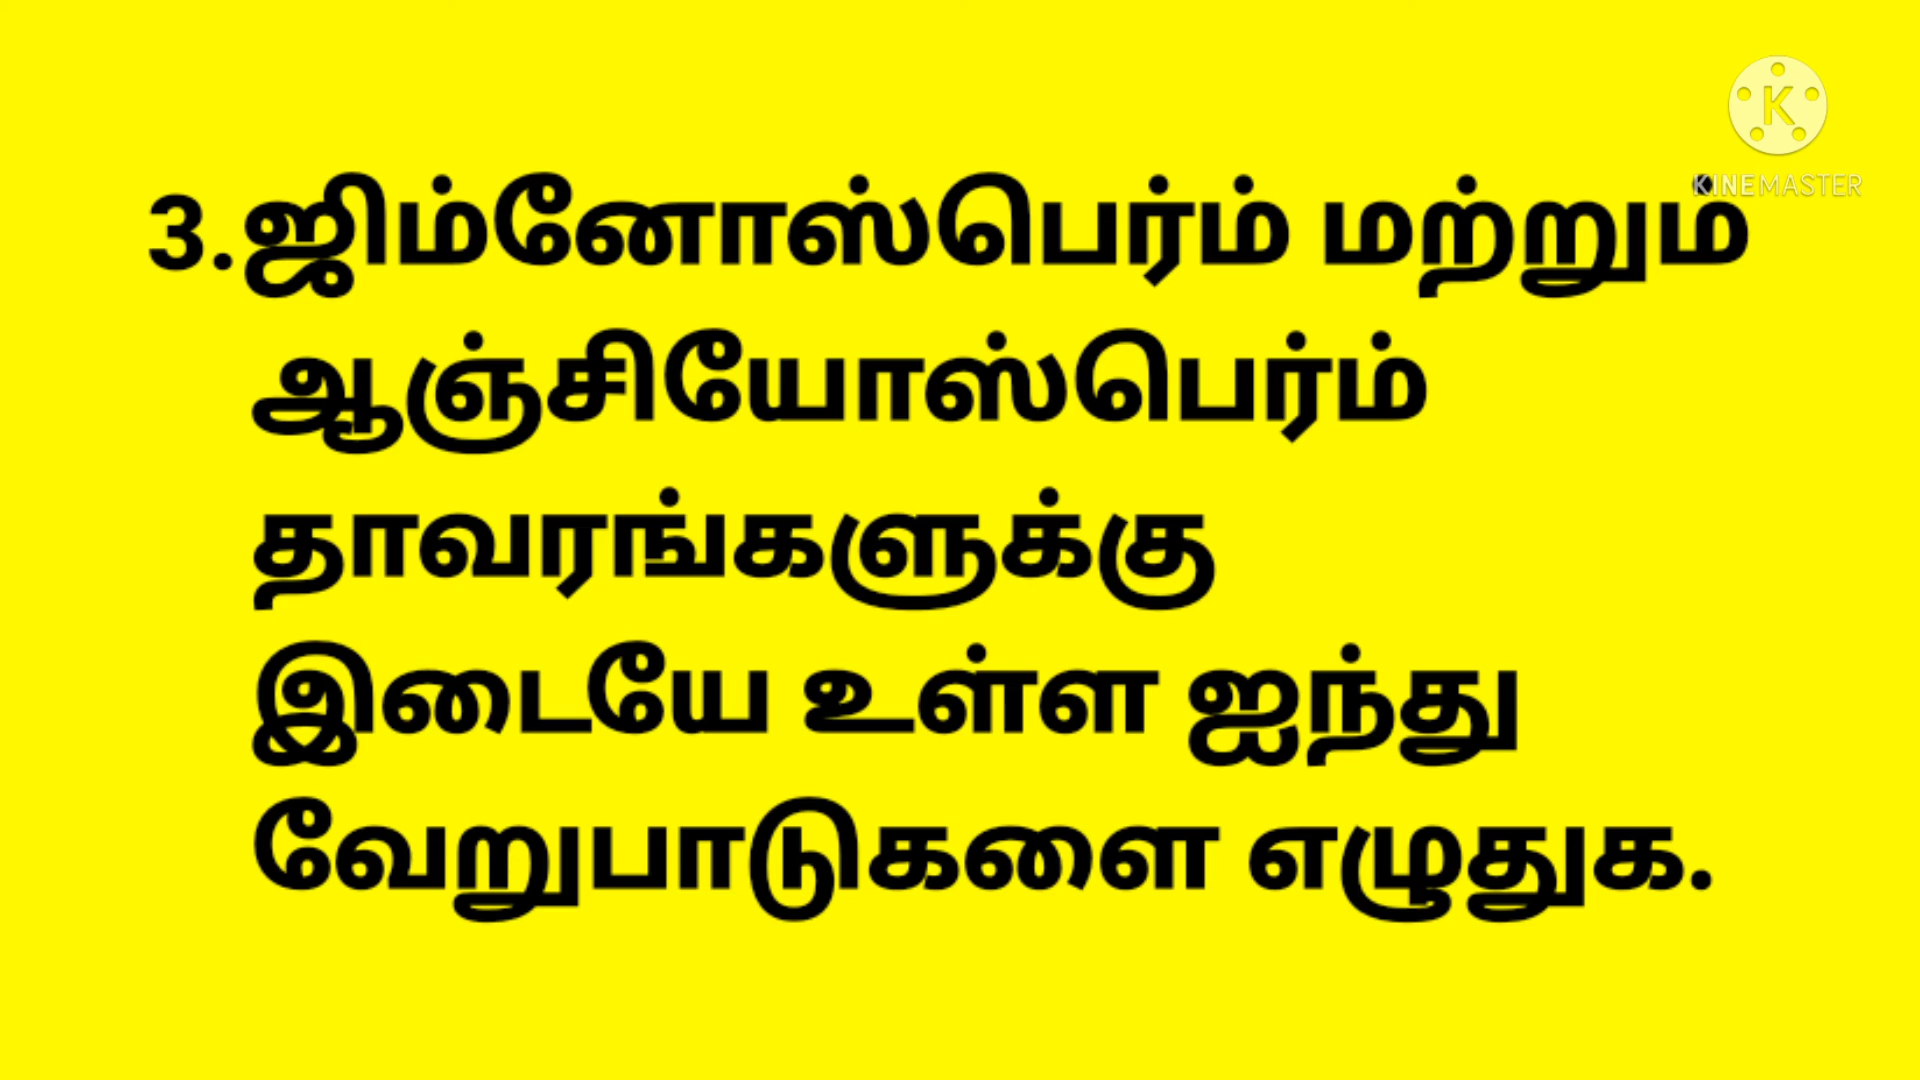 KINEMASTER
3.ஜிம்னோஸ்பெர்ம் மற்றும்
ஆஞ்சியோஸ்பெர்ம்
தாவரங்களுக்கு
இடையே உள்ள ஐந்து
வேறுபாடுகளை எழுதுக.